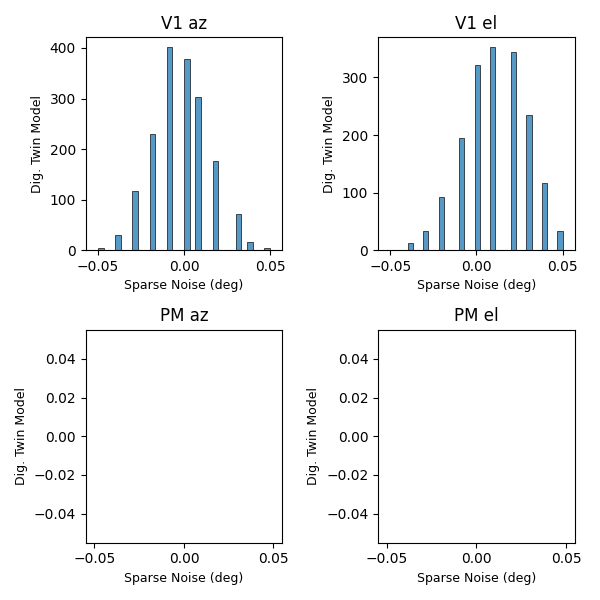 V1 az
V1 el
Dig. Twin Model
400
300
200
100
0
Dig. Twin Model
300
200
100
0
−0.05 0.00 0.05
−0.05 0.00 0.05
Sparse Noise (deg)
Sparse Noise (deg)
PM az
PM el
Dig. Twin Model
0.04
0.02
0.00
−0.02
−0.04
Dig. Twin Model
0.04
0.02
0.00
−0.02
−0.04
−0.05 0.00 0.05
−0.05 0.00 0.05
Sparse Noise (deg)
Sparse Noise (deg)